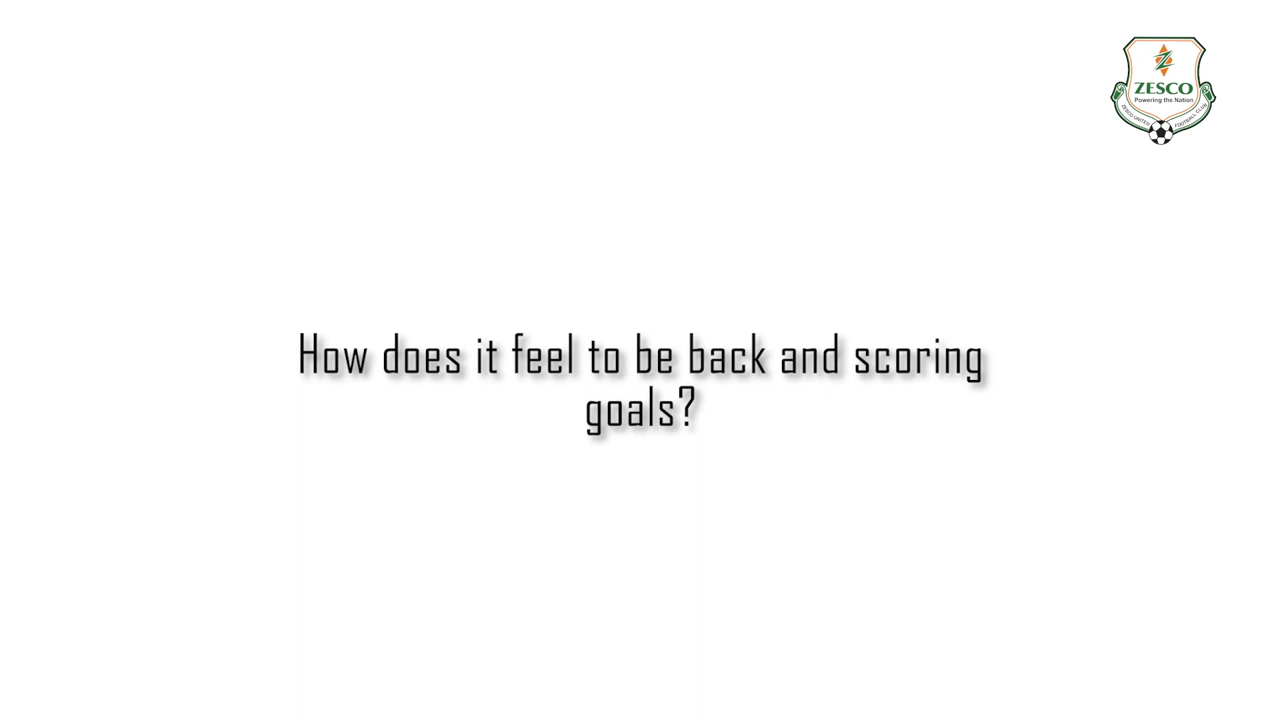 ZESCO
Powering the Nation
ZESCO UNITED FOOTBALL CLUB
How does it feel to be back and scoring
goals?